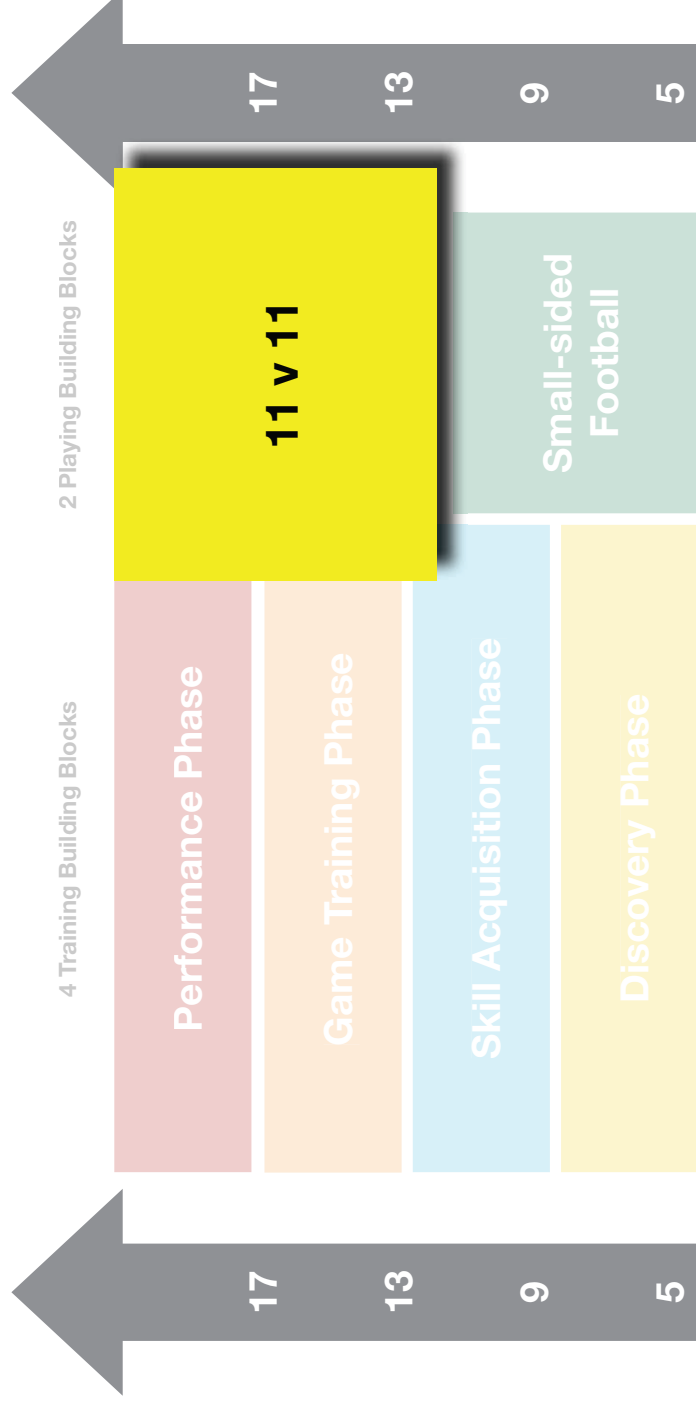 4 Training Building Blocks
2 Playing Building Blocks
17
13
9
5
Performance Phase
Game Training Phase
Skill Acquisition Phase
Discovery Phase
11 v 11
Small-sided
Football
17
13
9
5